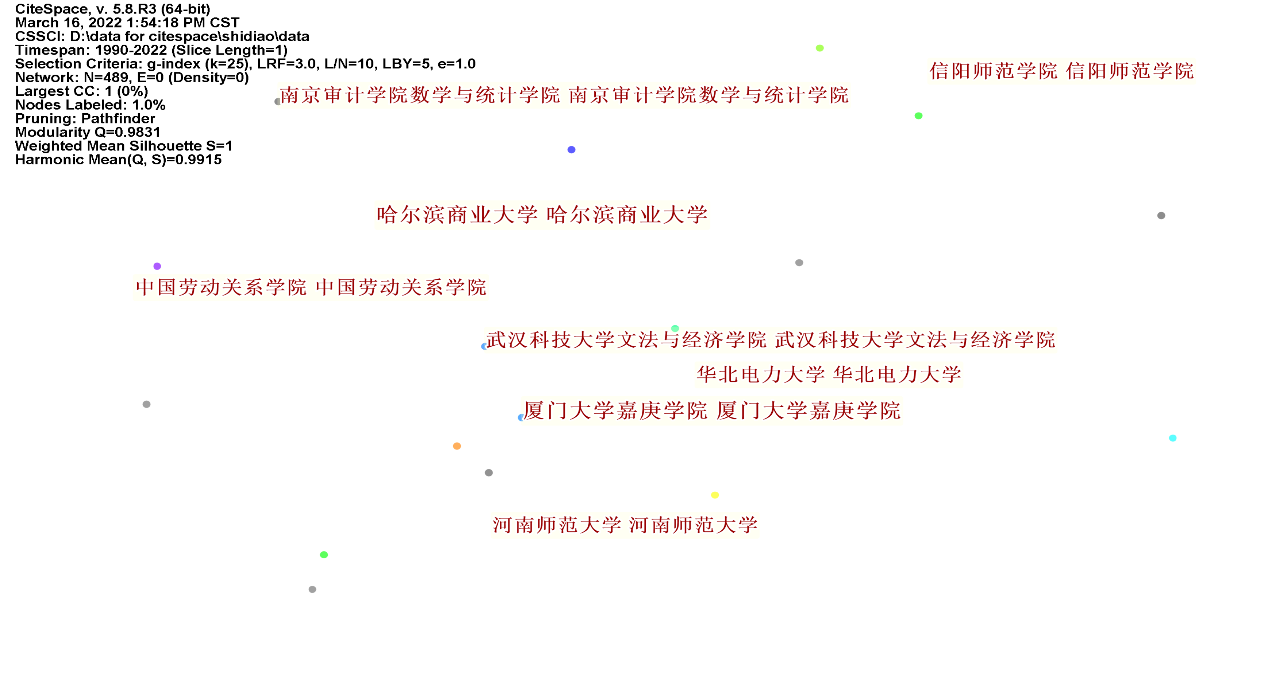 CiteSpace, v. 5.8.R3 (64-bit)
March 16, 2022 1:54:18 PM CST
CSSCI: D:\data for citespace\shidiao\data
Timespan: 1990-2022 (Slice Length=1)
Selection Criteria: g-index (k=25), LRF=3.0, L/N=10, LBY=5, e=1.0
Network: N=489, E=0 (Density=0)
Largest CC: 1 (0%)
Nodes Labeled: 1.0%
Pruning: Pathfinder
Modularity Q=0.9831
Weighted Mean Silhouette S=1
Harmonic Mean(Q, S)=0.9915
信阳师范学院 信阳师范学院
南京审计学院数学与统计学院 南京审计学院数学与统计学院
哈尔滨商业大学 哈尔滨商业大学
中国劳动关系学院 中国劳动关系学院
武汉科技大学文法与经济学院 武汉科技大学文法与经济学院
华北电力大学 华北电力大学
厦门大学嘉庚学院 厦门大学嘉庚学院
河南师范大学 河南师范大学